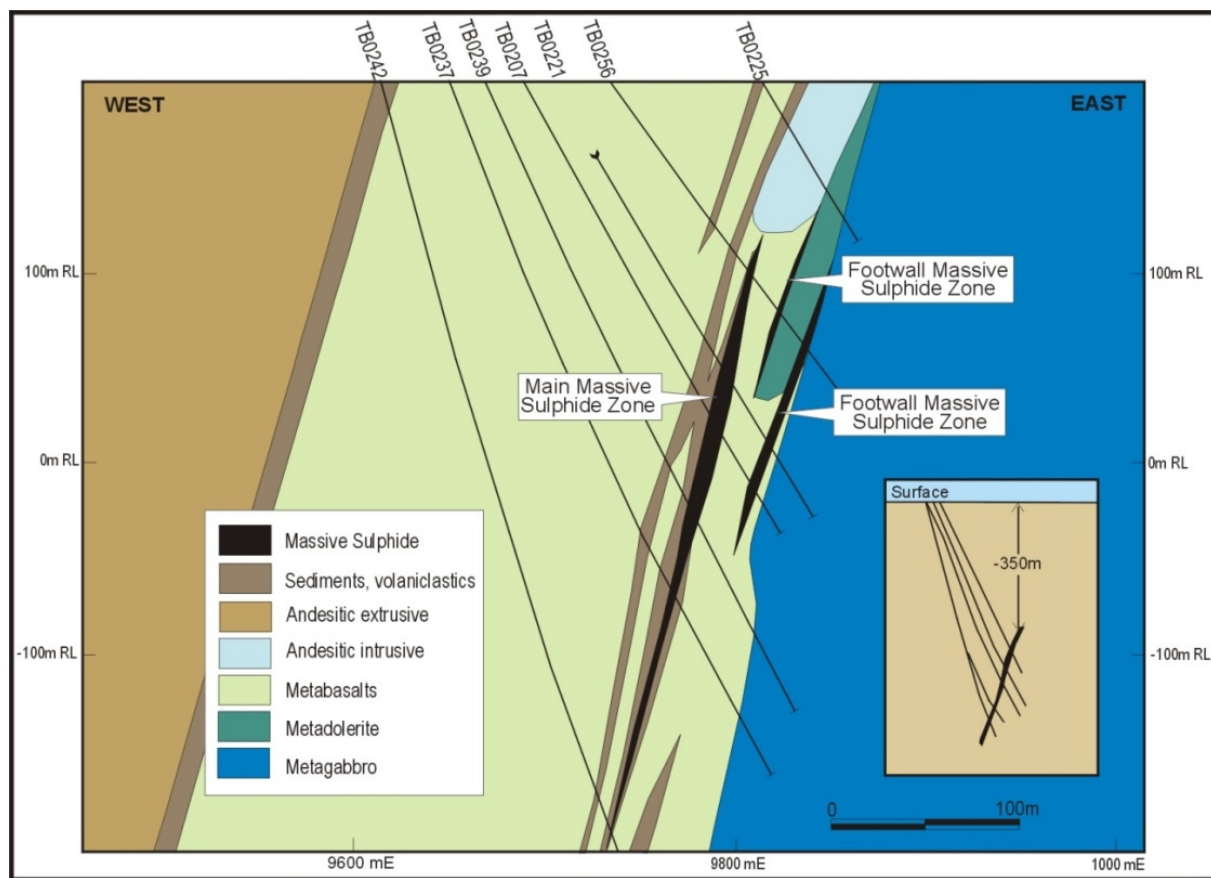 TB0242
TB0237
TB0239
TB0207
TB0221
TB0256
TB0225
WEST
EAST
100m RL
100m RL
Footwall Massive
Sulphide Zone
Main Massive
Sulphide Zone
Footwall Massive
Sulphide Zone
0m RL
0m RL
Surface
-350m
Massive Sulphide
Sediments, volaniclastics
Andesitic extrusive
Andesitic intrusive
Metabasalts
Metadolerite
Metagabbro
-100m RL
-100m RL
0
100m
9600 mE
9800 mE
1000 mE